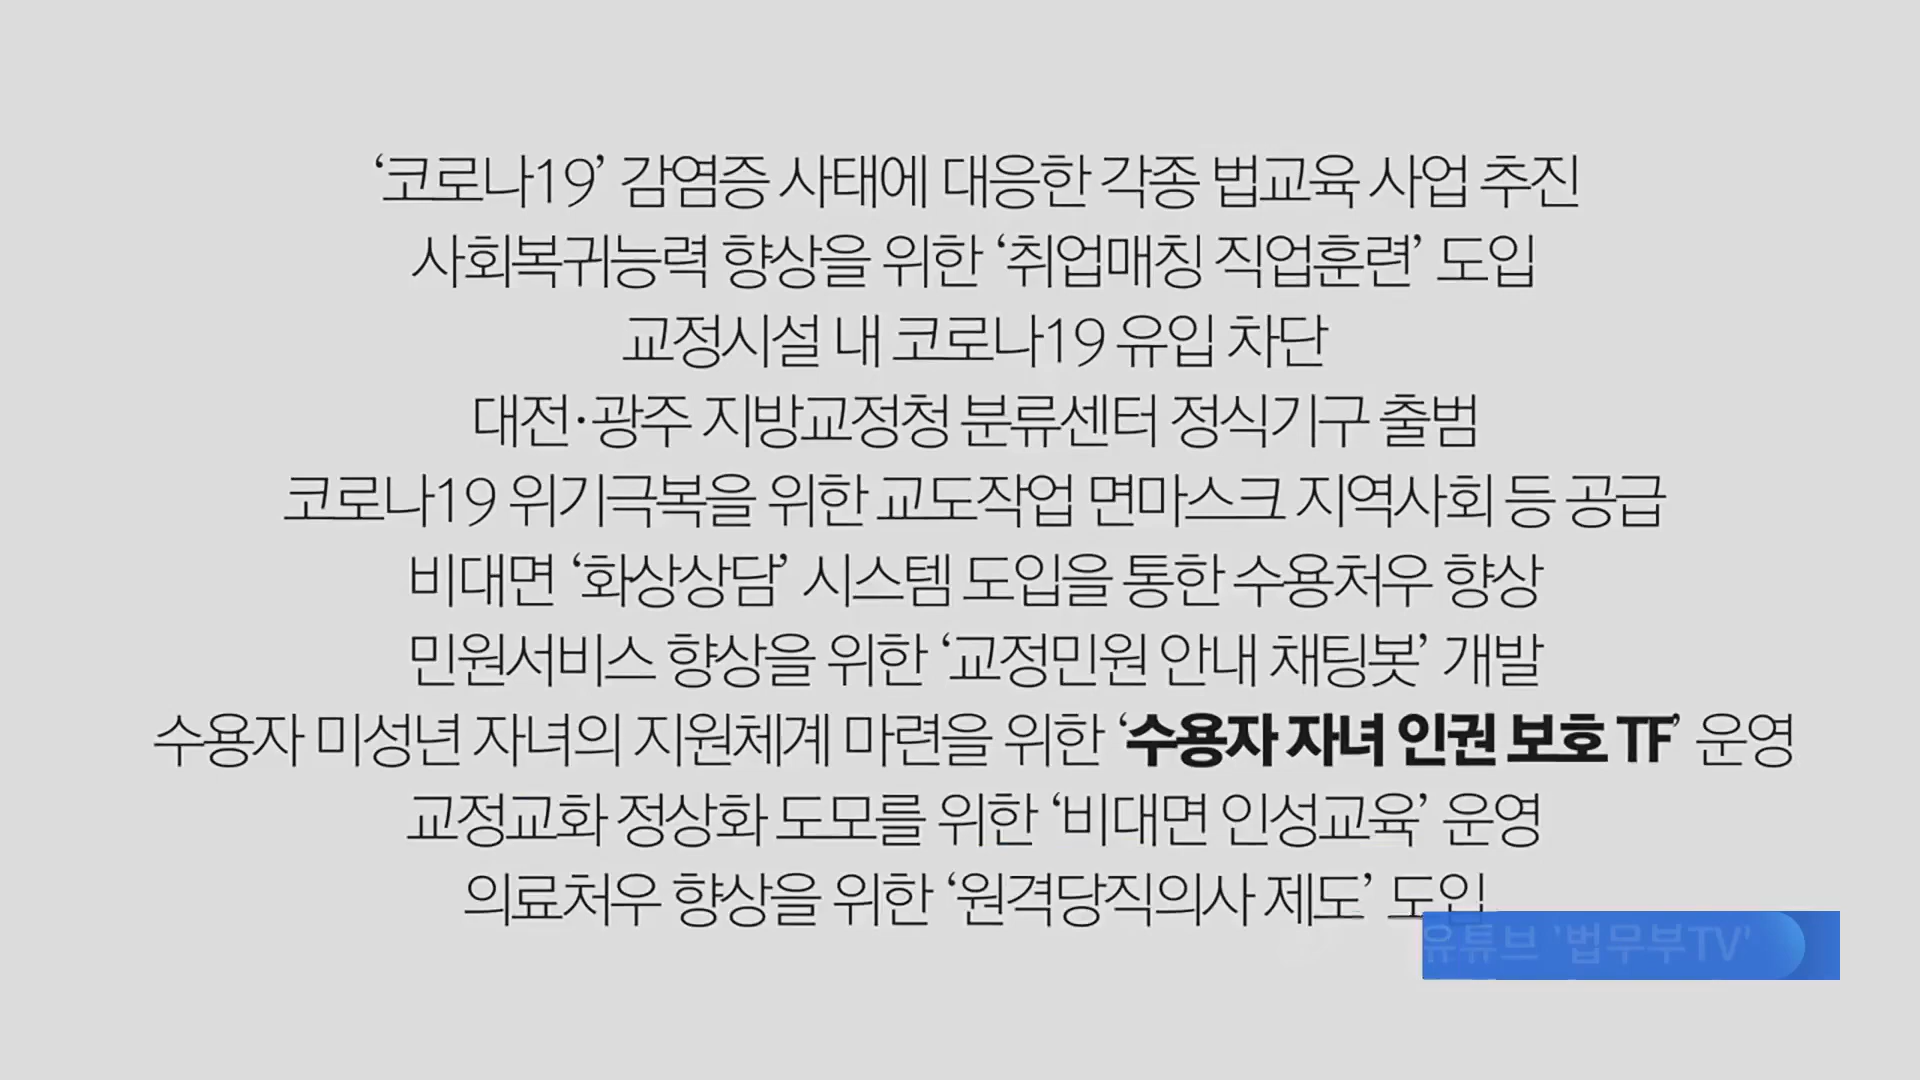 ‘코로나19’ 감염증 사태에 대응한 각종 법교육 사업 추진
사회복귀능력 향상을 위한 ‘취업매칭 직업훈련’ 도입
교정시설 내 코로나19 유입 차단
대전·광주 지방교정청 분류센터 정식기구 출범
코로나19 위기극복을 위한 교도작업 면마스크 지역사회 등 공급
비대면 ‘화상상담’ 시스템 도입을 통한 수용처우 향상
민원서비스 향상을 위한 ‘교정민원 안내 채팅봇’ 개발
수용자 미성년 자녀의 지원체계 마련을 위한 ‘수용자 자녀 인권 보호 TF’ 운영
교정교화 정상화 도모를 위한 ‘비대면 인성교육’ 운영
의료처우 향상을 위한 ‘원격당직의사 제도’ 도입
유튜브 '법무부TV'